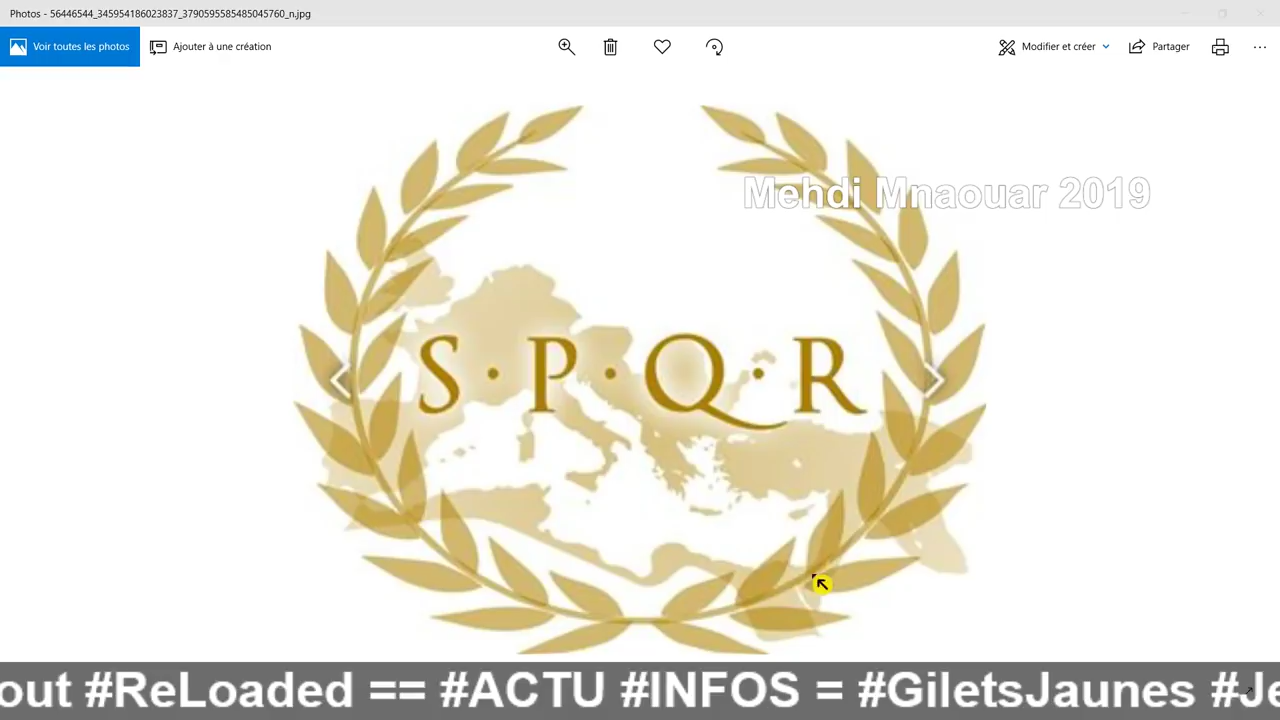 Photos - 56446544_345954186023837_3790595585485045760_n.jpg
Voir toutes les photos
Ajouter à une création
Modifier et créer
Partager
Mehdi Mnaouar 2019
S·P·Q·R
out #ReLoaded == #ACTU #INFOS = #GiletsJaunes #Je